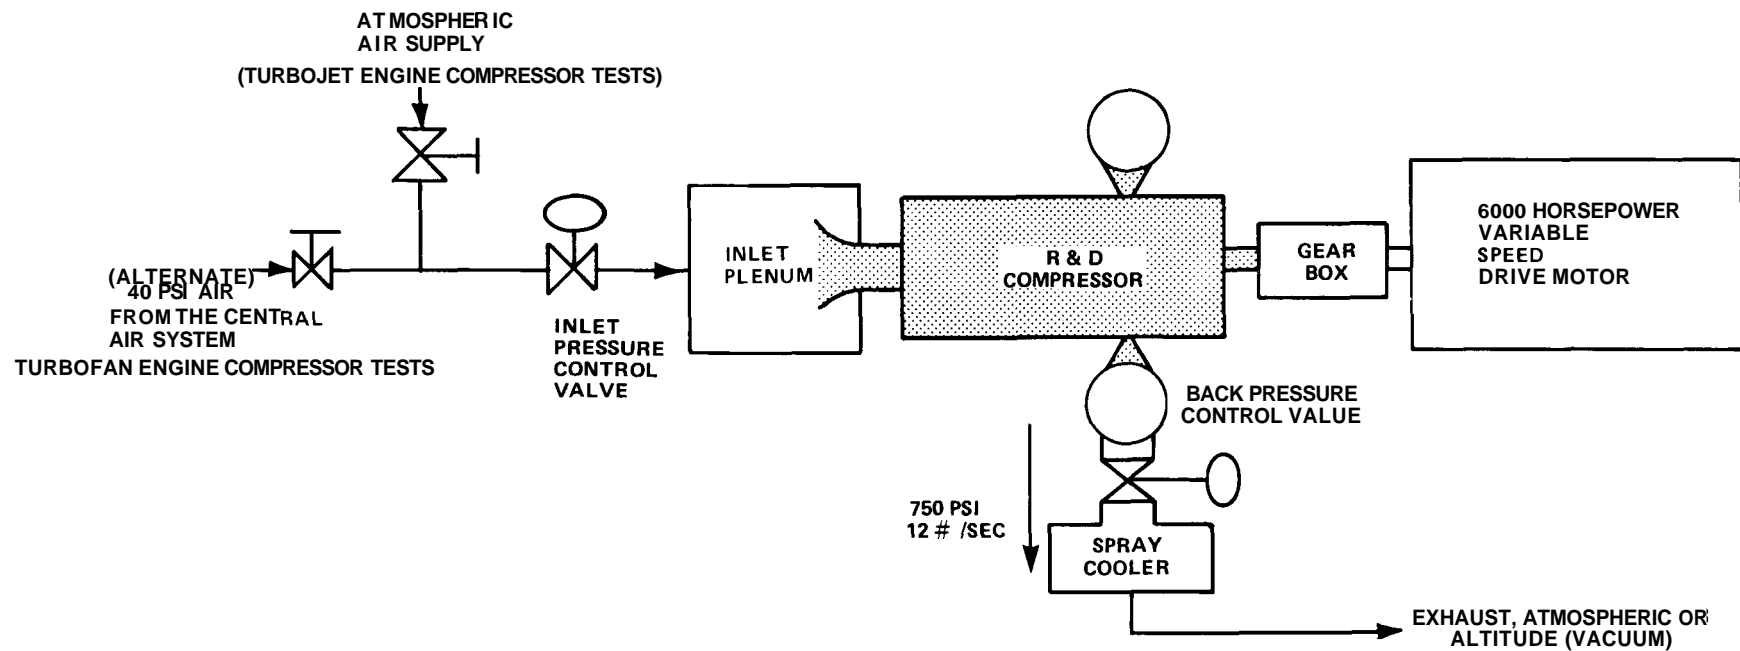 ATMOSPHERIC
AIR SUPPLY
(TURBOJET ENGINE COMPRESSOR TESTS)
(ALTERNATE)
40 PSI AIR
FROM THE CENTRAL
AIR SYSTEM
TURBOFAN ENGINE COMPRESSOR TESTS
INLET
PRESSURE
CONTROL
VALVE
INLET
PLENUM
R & D
COMPRESSOR
GEAR
BOX
6000 HORSEPOWER
VARIABLE
SPEED
DRIVE MOTOR
BACK PRESSURE
CONTROL VALUE
750 PSI
12 # /SEC
SPRAY
COOLER
EXHAUST, ATMOSPHERIC OR
ALTITUDE (VACUUM)